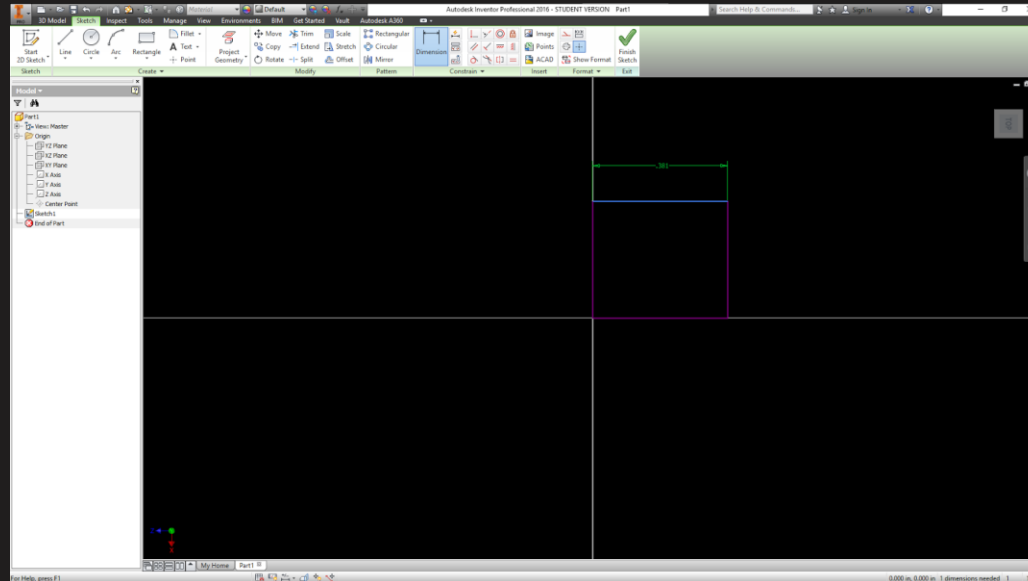 Material Default Autodesk Inventor Professional 2016 - STUDENT VERSION Part1 Search Help & Commands... Sign In
PRO 3D Model Sketch Inspect Tools Manage View Environments BIM Get Started Vault Autodesk A360
Start 2D Sketch Line Circle Arc Rectangle Fillet Text Point Project Geometry Move Copy Rotate Trim Extend Split Scale Stretch Offset Rectangular Circular Mirror Dimension Image Points ACAD Show Format Finish Sketch
Sketch Create Modify Pattern Constrain Insert Format Exit
Model
Part1
View: Master
Origin
YZ Plane
XZ Plane
XY Plane
X Axis
Y Axis
Z Axis
Center Point
Sketch1
End of Part
TOP
.381
My Home Part1
For Help, press F1 0.000 in, 0.000 in 1 dimensions needed 1